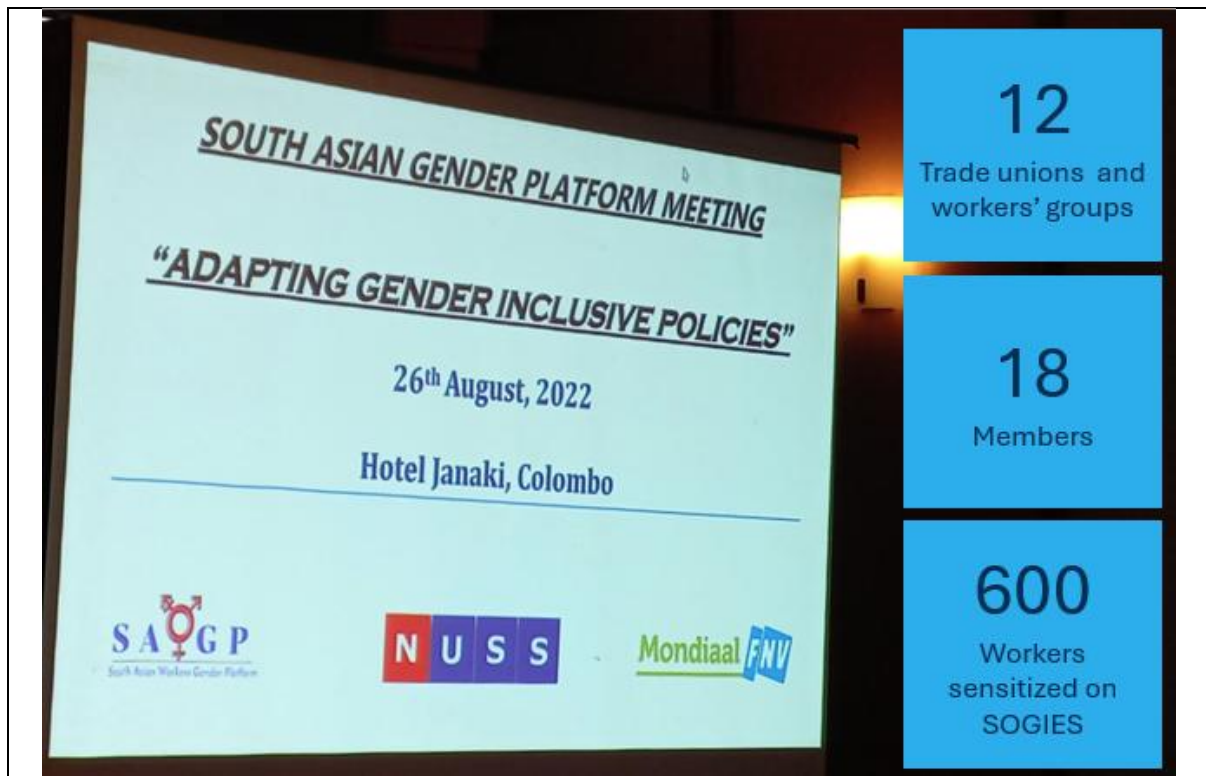 SOUTH ASIAN GENDER PLATFORM MEETING
“ADAPTING GENDER INCLUSIVE POLICIES”
26th August, 2022
Hotel Janaki, Colombo
SAGP
South Asian Workers Gender Platform
NUSS
Mondiaal FNV
12
Trade unions and
workers’ groups
18
Members
600
Workers
sensitized on
SOGIES